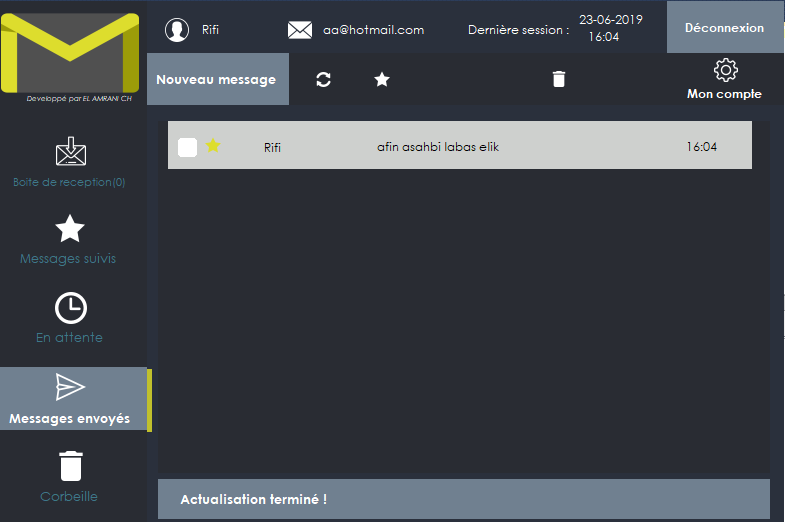 Rifi
aa@hotmail.com
Dernière session :
23-06-2019
16:04
Déconnexion
Developpé par EL AMRANI CH
Nouveau message
Mon compte
Boite de reception(0)
Messages suivis
En attente
Messages envoyés
Corbeille
Rifi afin asahbi labas elik 16:04
Actualisation terminé !